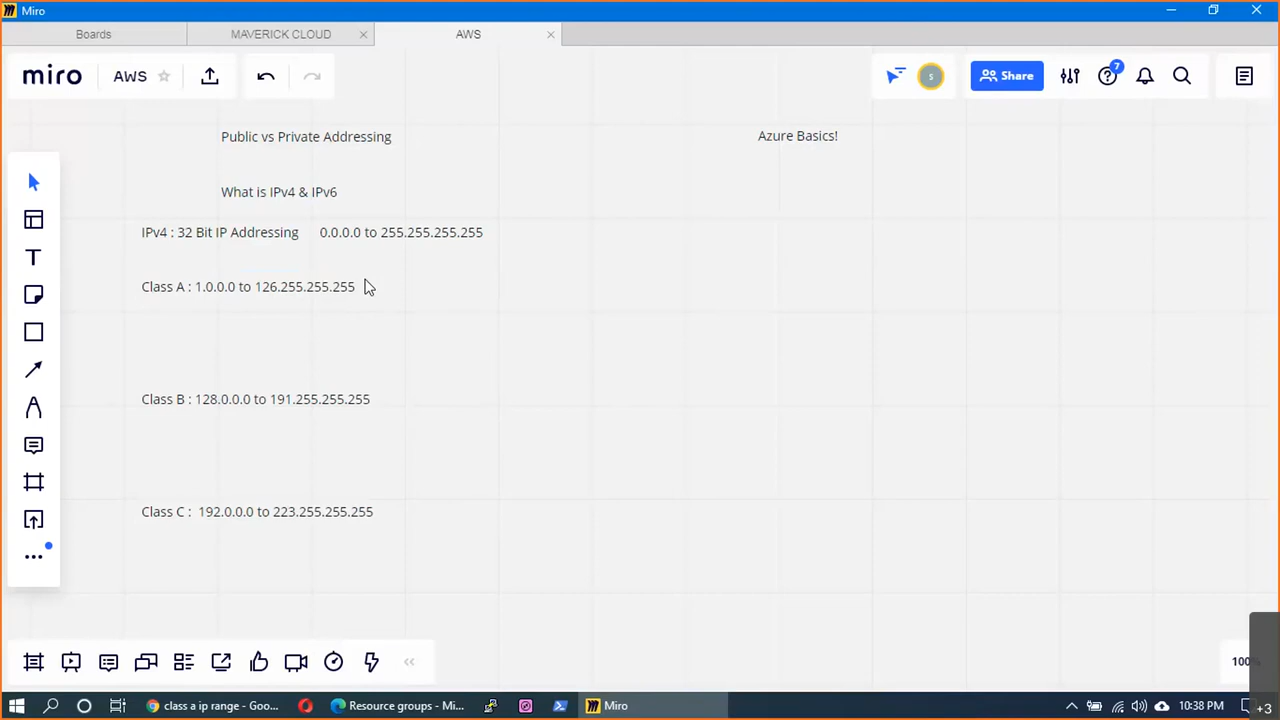 Miro
Boards
MAVERICK CLOUD
AWS
miro
AWS
7
s
Share
Public vs Private Addressing
Azure Basics!
What is IPv4 & IPv6
IPv4 : 32 Bit IP Addressing 0.0.0.0 to 255.255.255.255
Class A : 1.0.0.0 to 126.255.255.255
Class B : 128.0.0.0 to 191.255.255.255
Class C : 192.0.0.0 to 223.255.255.255
T
100
class a ip range - Goo...
Resource groups - Mi...
Miro
10:38 PM
+3